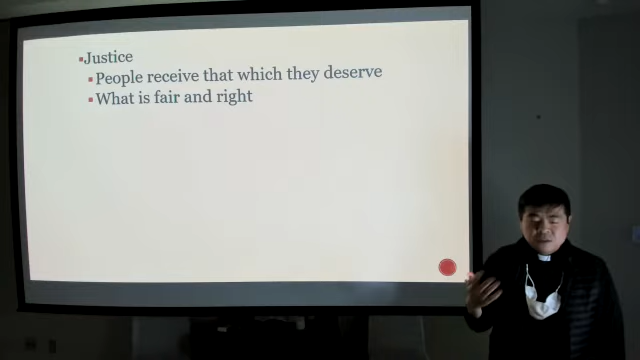 ▪Justice
▪People receive that which they deserve
▪What is fair and right